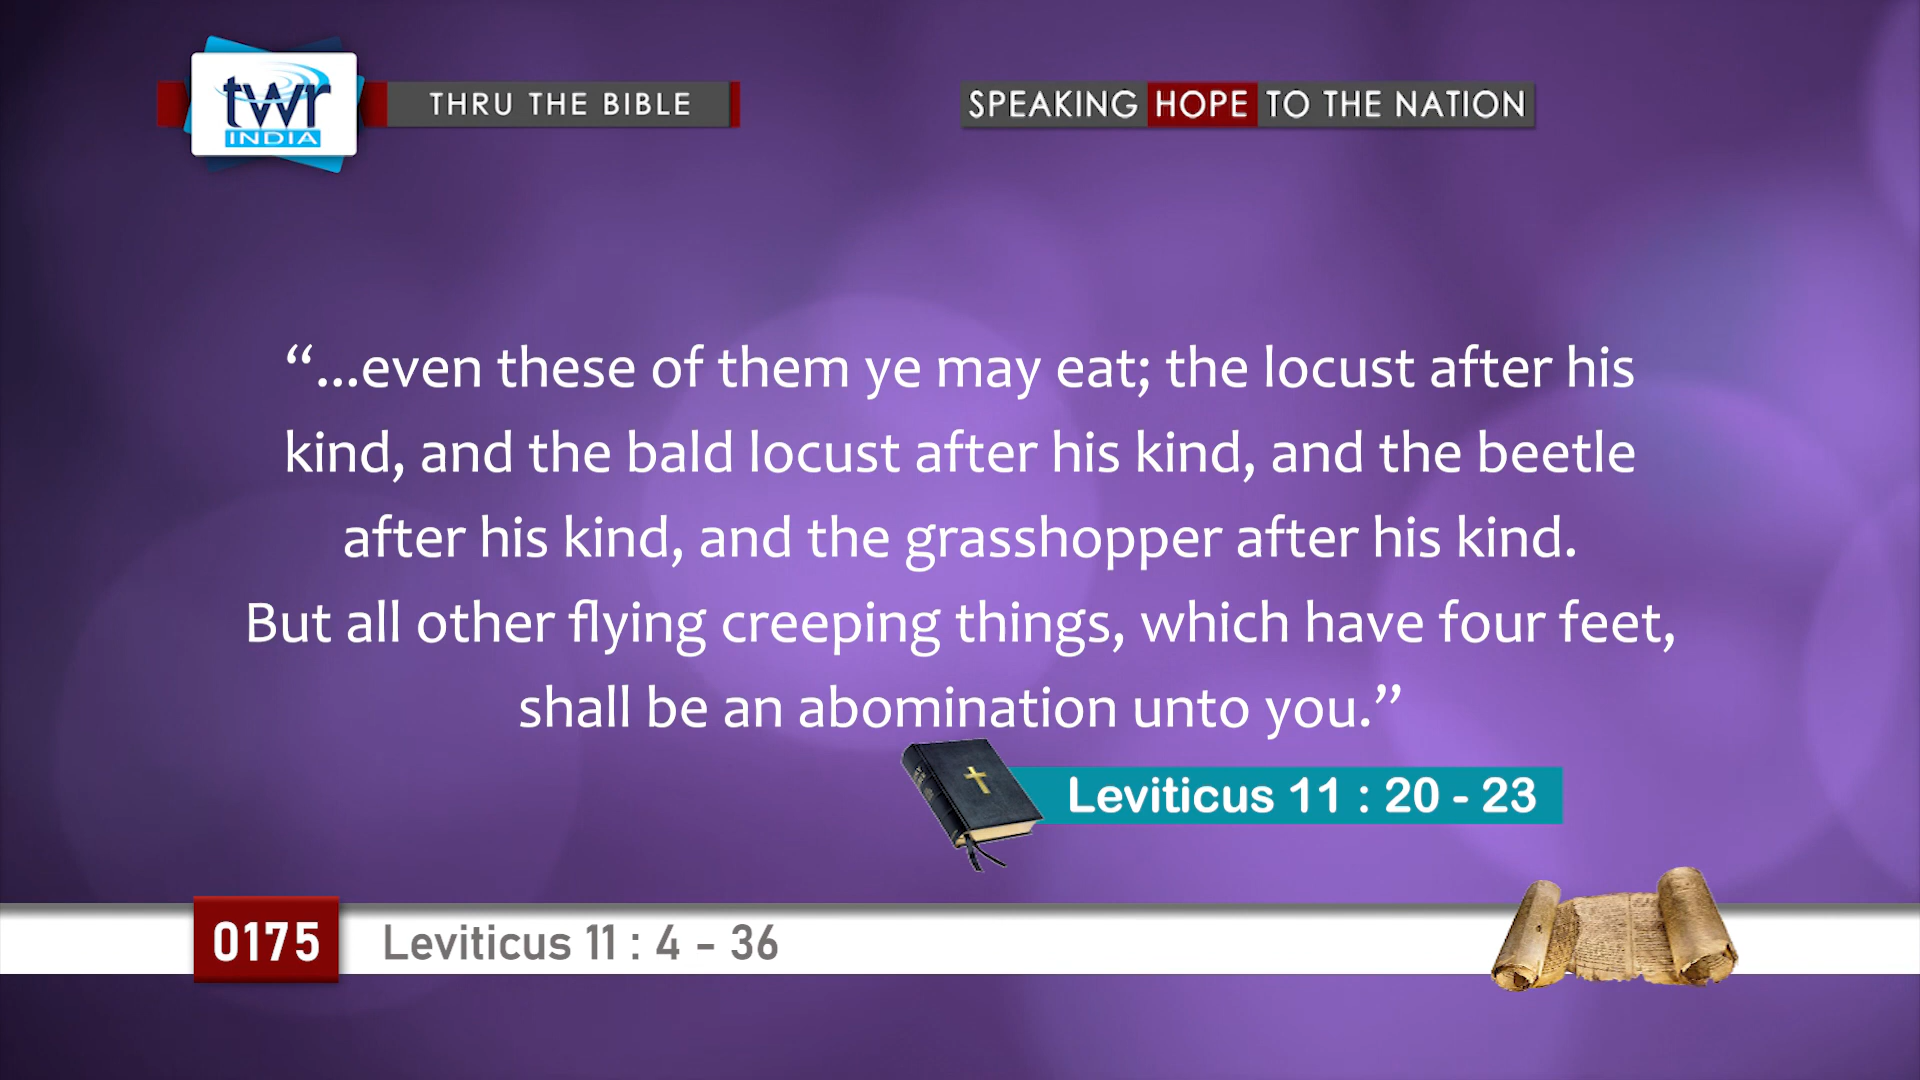 twr
INDIA
THRU THE BIBLE
SPEAKING HOPE TO THE NATION
“...even these of them ye may eat; the locust after his
kind, and the bald locust after his kind, and the beetle
after his kind, and the grasshopper after his kind.
But all other flying creeping things, which have four feet,
shall be an abomination unto you.”
Leviticus 11 : 20 - 23
0175
Leviticus 11 : 4 - 36